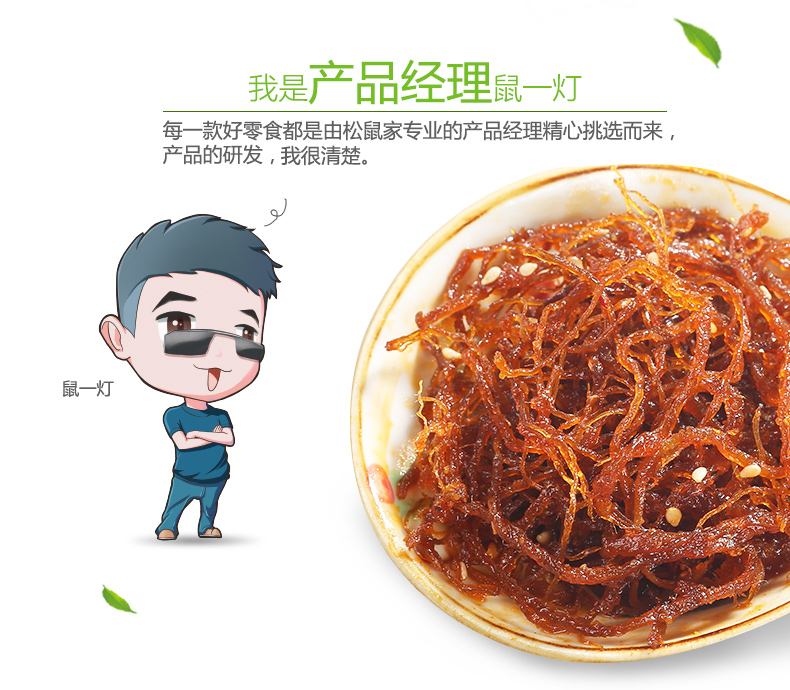 我是产品经理鼠一灯
每一款好零食都是由松鼠家专业的产品经理精心挑选而来，
产品的研发，我很清楚。
鼠一灯